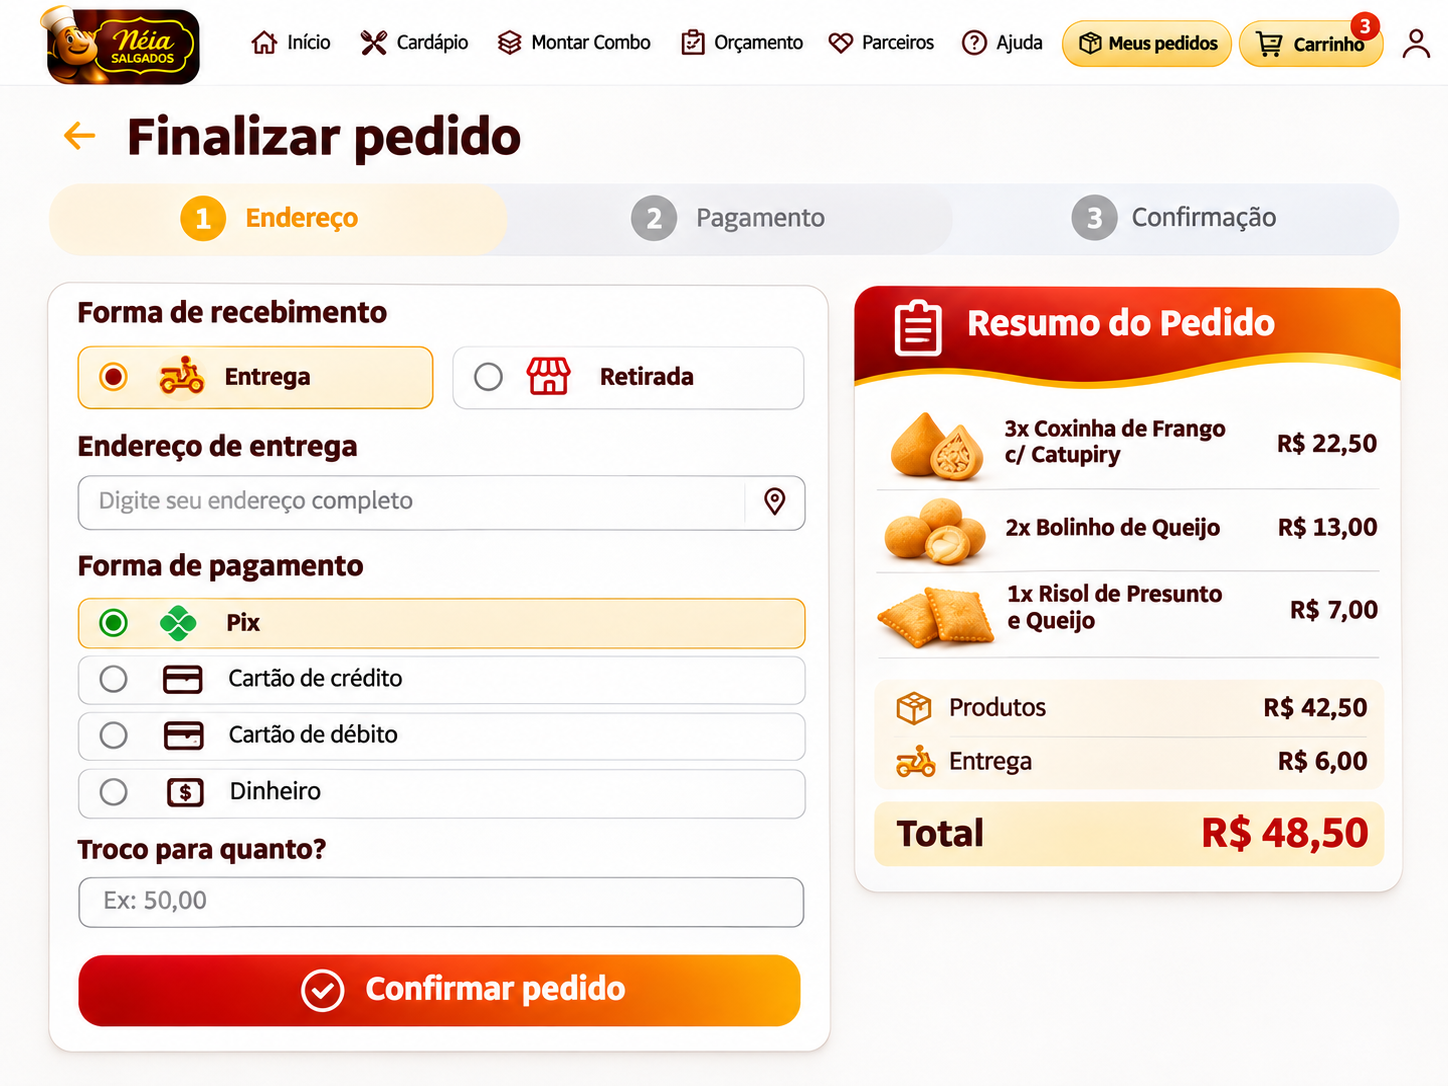 Néia
SALGADOS
Início
Cardápio
Montar Combo
Orçamento
Parceiros
Ajuda
Meus pedidos
Carrinho
3
Finalizar pedido
1 Endereço
2 Pagamento
3 Confirmação
Forma de recebimento
Entrega
Retirada
Endereço de entrega
Digite seu endereço completo
Forma de pagamento
Pix
Cartão de crédito
Cartão de débito
$ Dinheiro
Troco para quanto?
Ex: 50,00
Confirmar pedido
Resumo do Pedido
3x Coxinha de Frango
c/ Catupiry
R$ 22,50
2x Bolinho de Queijo
R$ 13,00
1x Risol de Presunto
e Queijo
R$ 7,00
Produtos R$ 42,50
Entrega R$ 6,00
Total R$ 48,50